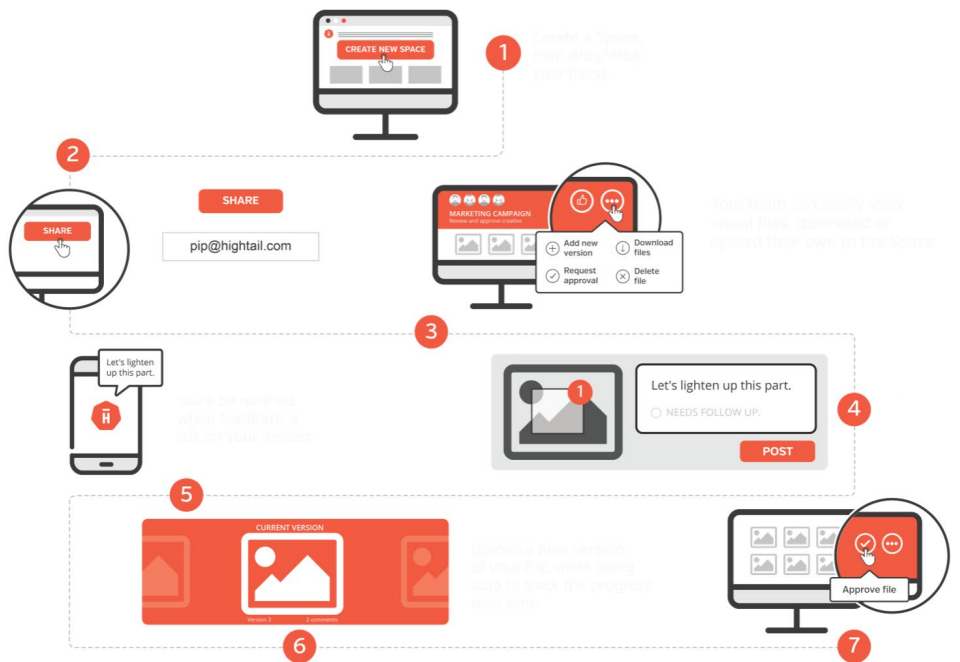 CREATE NEW SPACE
1
Create a Space,
then drag/drop
your files!
2
SHARE
SHARE
pip@hightail.com
MARKETING CAMPAIGN
Review and approve creative
Add new
version
Download
files
Request
approval
Delete
file
Your team can easily view
visual files, download or
upload their own to the Space
3
Let's lighten
up this part.
H
You'll be notified
when feedback is
left on your project
1
Let's lighten up this part.
NEEDS FOLLOW UP.
POST
4
5
CURRENT VERSION
Version 3
2 comments
Upload a new version
of your file, while being
able to track the progress
over time
Approve file
6
7